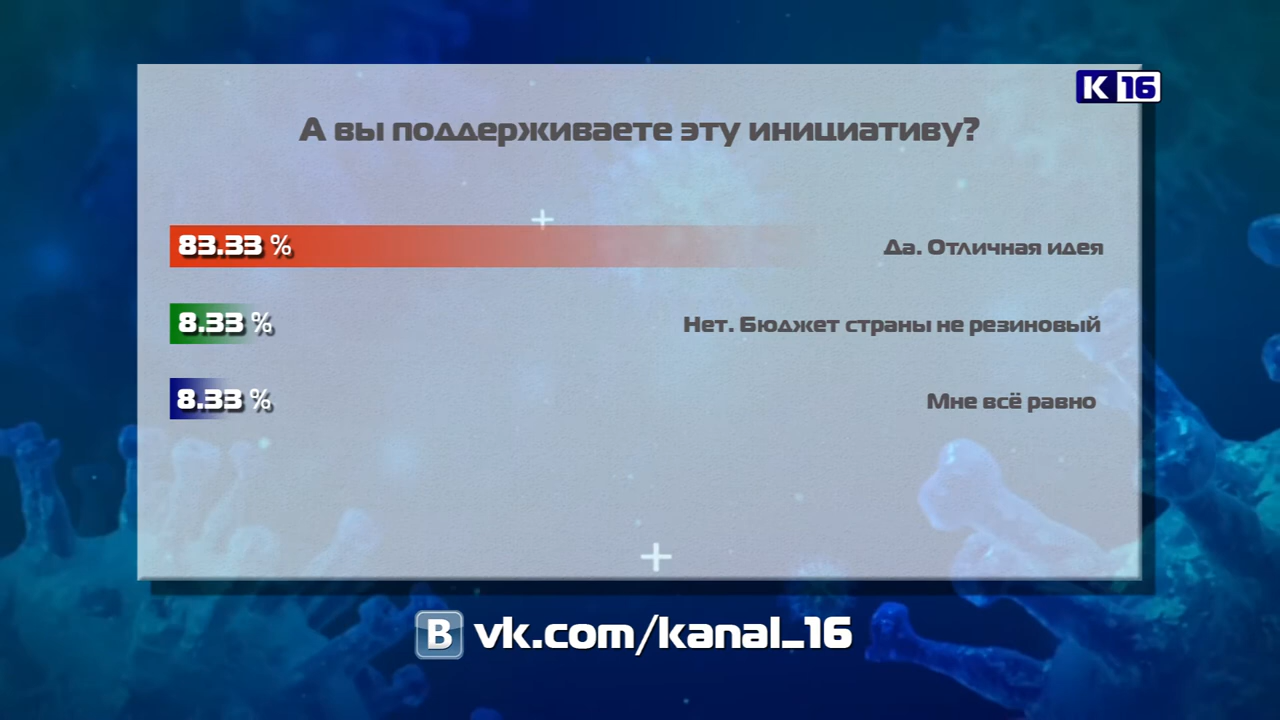 К 16
А вы поддерживаете эту инициативу?
83.33 % Да. Отличная идея
8.33 % Нет. Бюджет страны не резиновый
8.33 % Мне всё равно
В vk.com/kanal_16